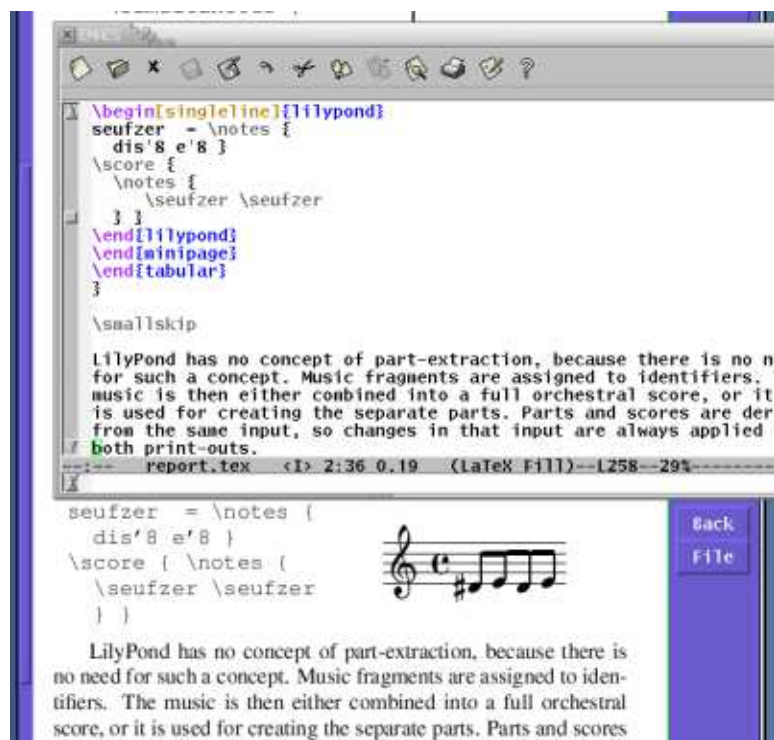 \begin[singleline]{lilypond}
seufzer = \notes {
dis'8 e'8 }
\score {
\notes {
\seufzer \seufzer
} }
\end{lilypond}
\end{minipage}
\end{tabular}
}
\smallskip
LilyPond has no concept of part-extraction, because there is no n
for such a concept. Music fragments are assigned to identifiers.
music is then either combined into a full orchestral score, or it
is used for creating the separate parts. Parts and scores are der
from the same input, so changes in that input are always applied
both print-outs.
--:-- report.tex <I> 2:36 0.19 (LaTeX Fill)--L258--29%--------
seufzer = \notes {
dis'8 e'8 }
\score { \notes {
\seufzer \seufzer
} }
Back
File
LilyPond has no concept of part-extraction, because there is
no need for such a concept. Music fragments are assigned to iden-
tifiers. The music is then either combined into a full orchestral
score, or it is used for creating the separate parts. Parts and scores